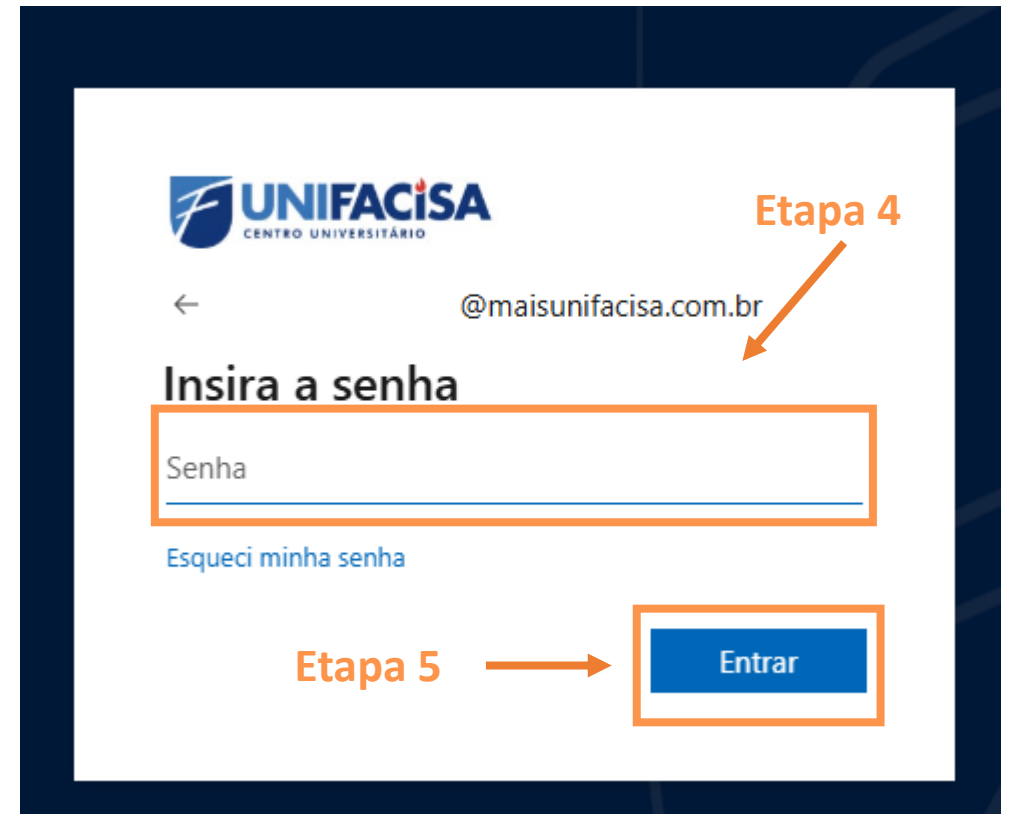 UNIFACISA
CENTRO UNIVERSITÁRIO
Etapa 4
@maisunifacisa.com.br
Insira a senha
Senha
Esqueci minha senha
Etapa 5
Entrar